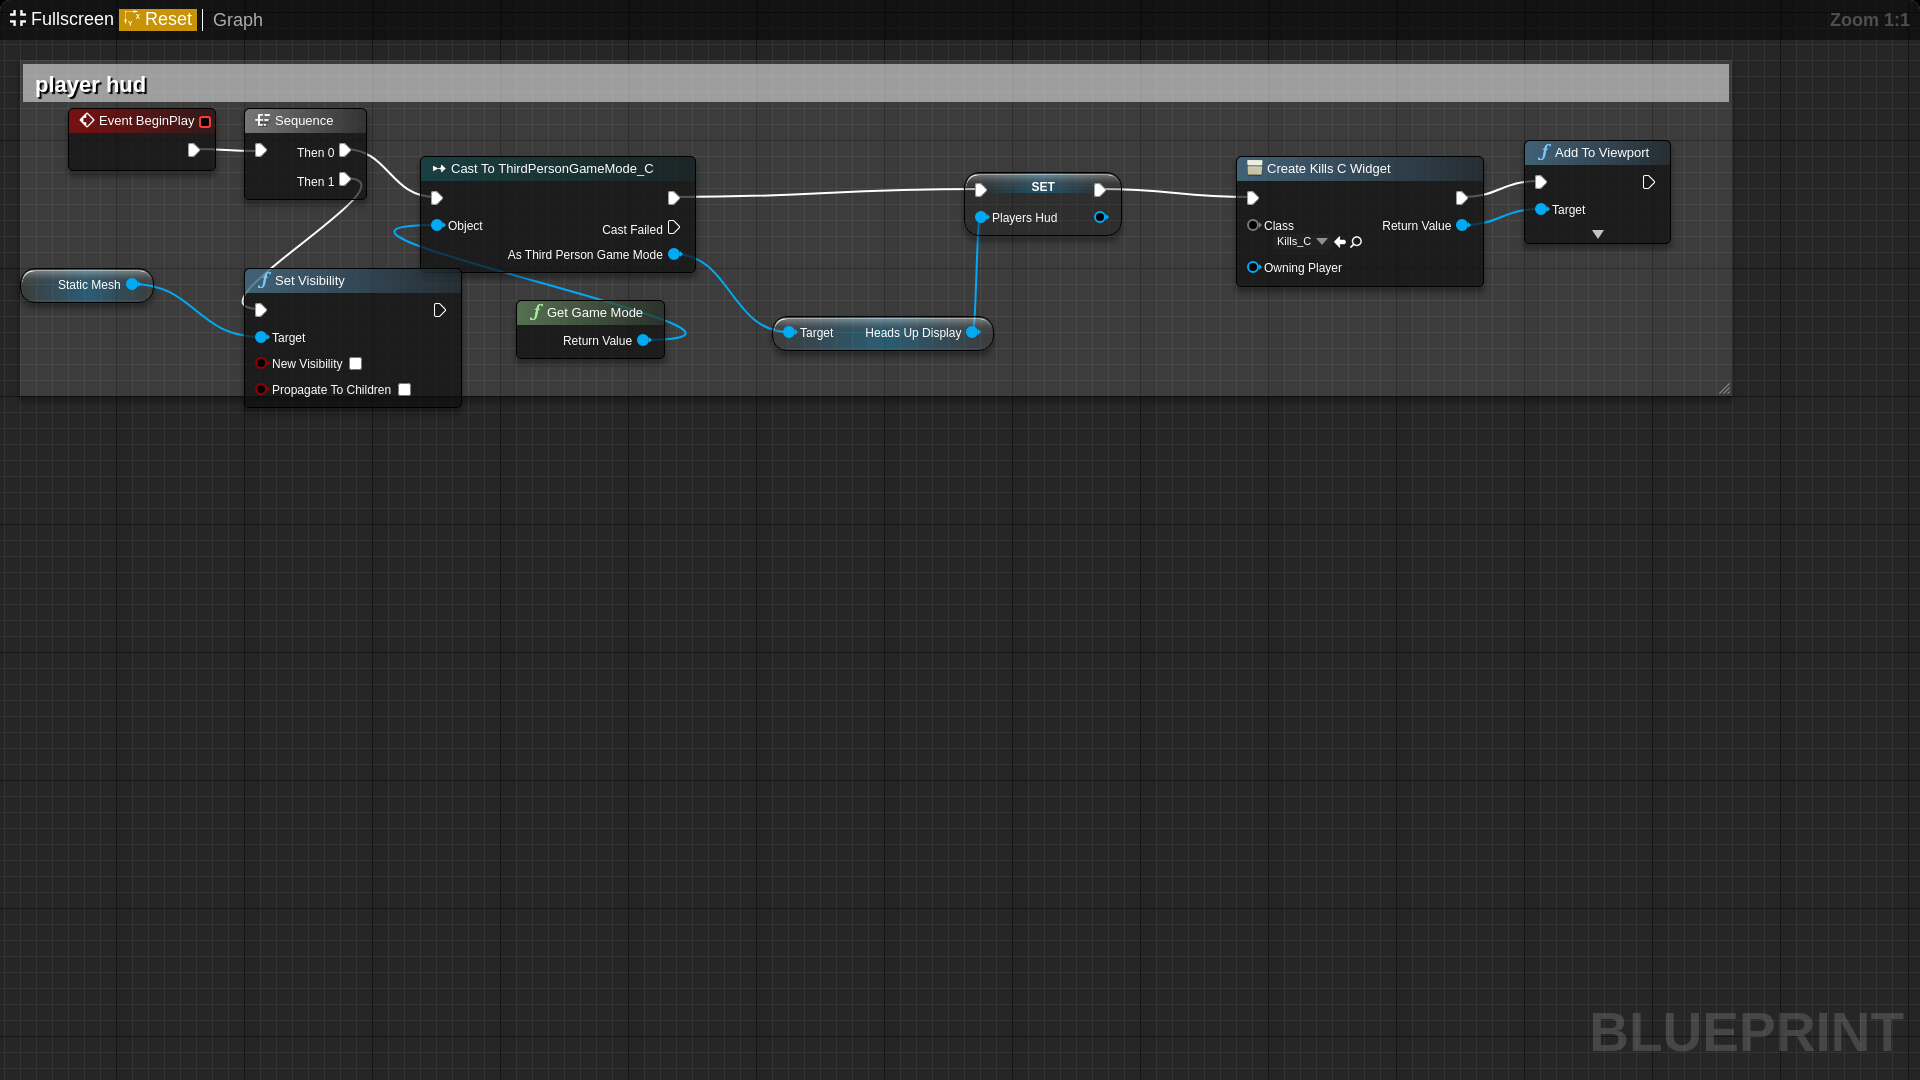 Fullscreen Reset Graph Zoom 1:1
player hud
Event BeginPlay
Sequence
Then 0
Then 1
Cast To ThirdPersonGameMode_C
Object
Cast Failed
As Third Person Game Mode
SET
Players Hud
Create Kills C Widget
Class
Kills_C
Return Value
Owning Player
Add To Viewport
Target
Static Mesh
Set Visibility
Target
New Visibility
Propagate To Children
Get Game Mode
Return Value
Target Heads Up Display
BLUEPRINT